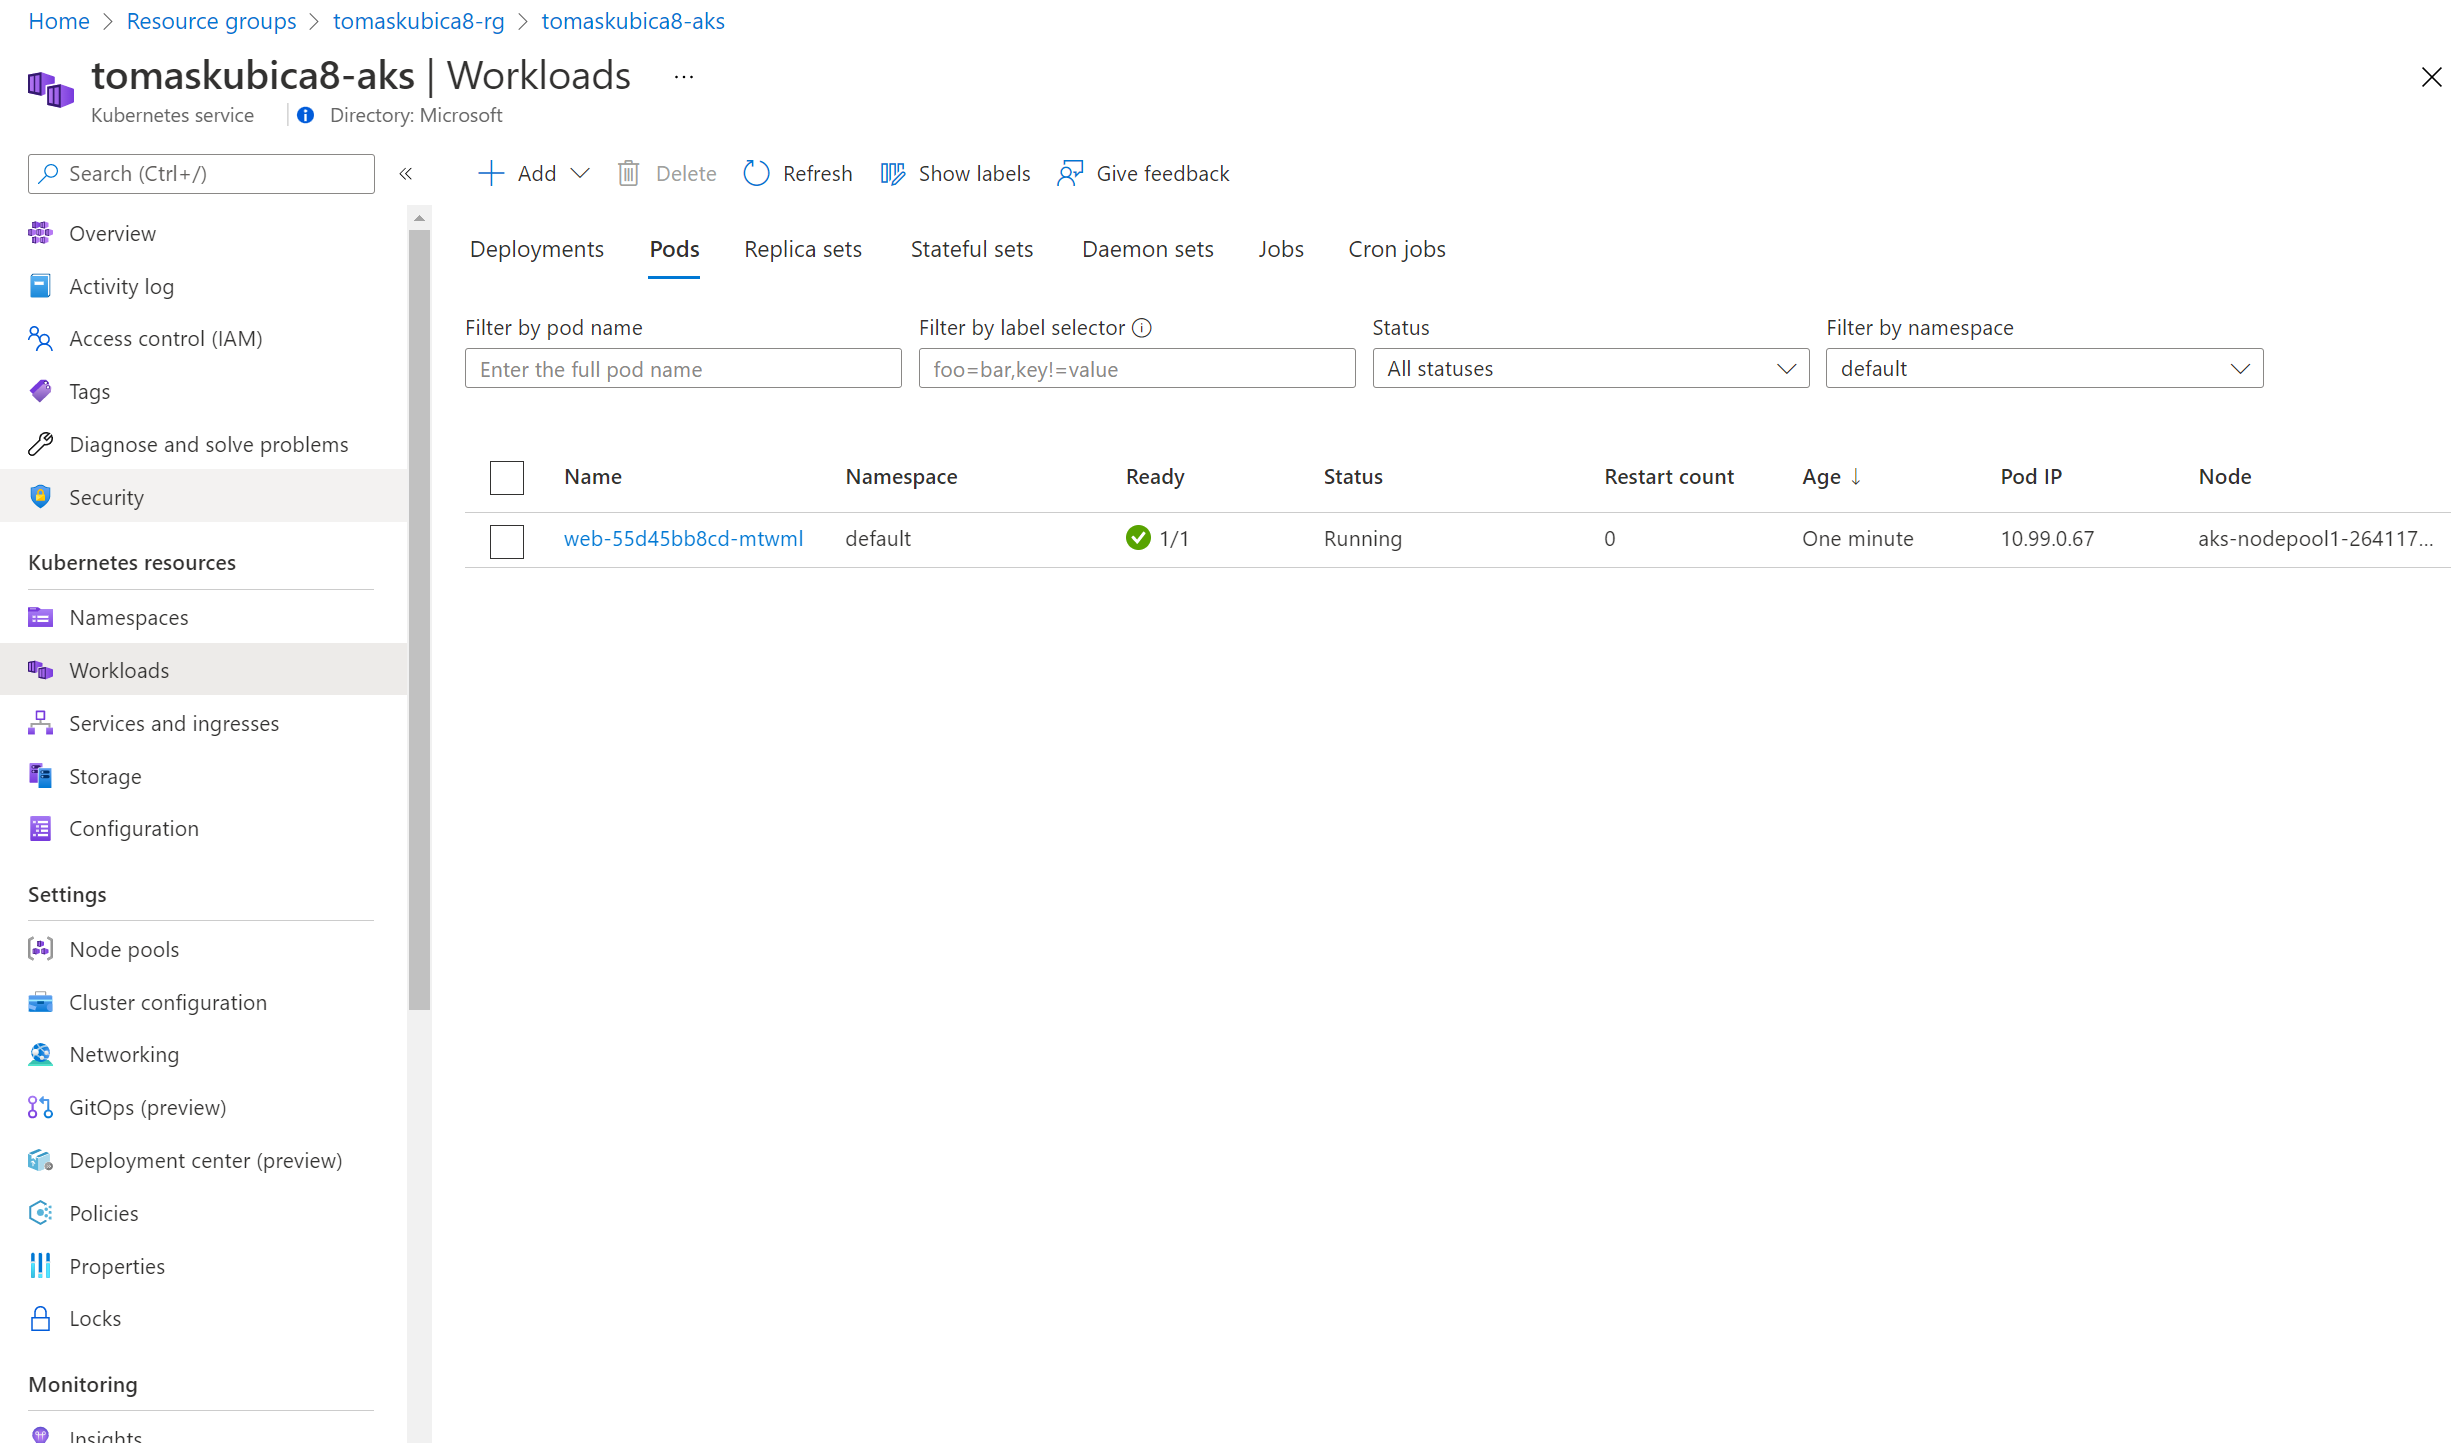 Home > Resource groups > tomaskubica8-rg > tomaskubica8-aks
tomaskubica8-aks | Workloads ...
Kubernetes service
Directory: Microsoft
Search (Ctrl+/)
«
Add
Delete
Refresh
Show labels
Give feedback
Overview
Activity log
Access control (IAM)
Tags
Diagnose and solve problems
Security
Kubernetes resources
Namespaces
Workloads
Services and ingresses
Storage
Configuration
Settings
Node pools
Cluster configuration
Networking
GitOps (preview)
Deployment center (preview)
Policies
Properties
Locks
Monitoring
Insights
Deployments Pods Replica sets Stateful sets Daemon sets Jobs Cron jobs
Filter by pod name
Enter the full pod name
Filter by label selector
foo=bar,key!=value
Status
All statuses
Filter by namespace
default
Name Namespace Ready Status Restart count Age ↓ Pod IP Node
web-55d45bb8cd-mtwml default 1/1 Running 0 One minute 10.99.0.67 aks-nodepool1-264117...